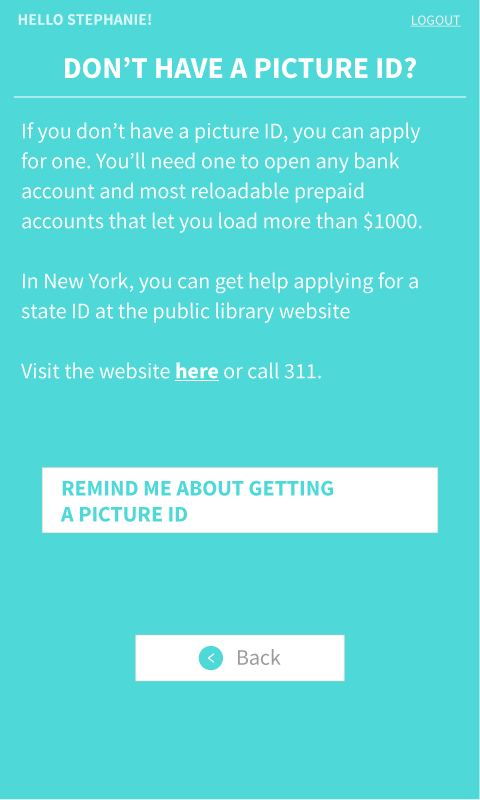 HELLO STEPHANIE!
LOGOUT
DON’T HAVE A PICTURE ID?
If you don’t have a picture ID, you can apply
for one. You’ll need one to open any bank
account and most reloadable prepaid
accounts that let you load more than $1000.
In New York, you can get help applying for a
state ID at the public library website
Visit the website here or call 311.
REMIND ME ABOUT GETTING
A PICTURE ID
< Back